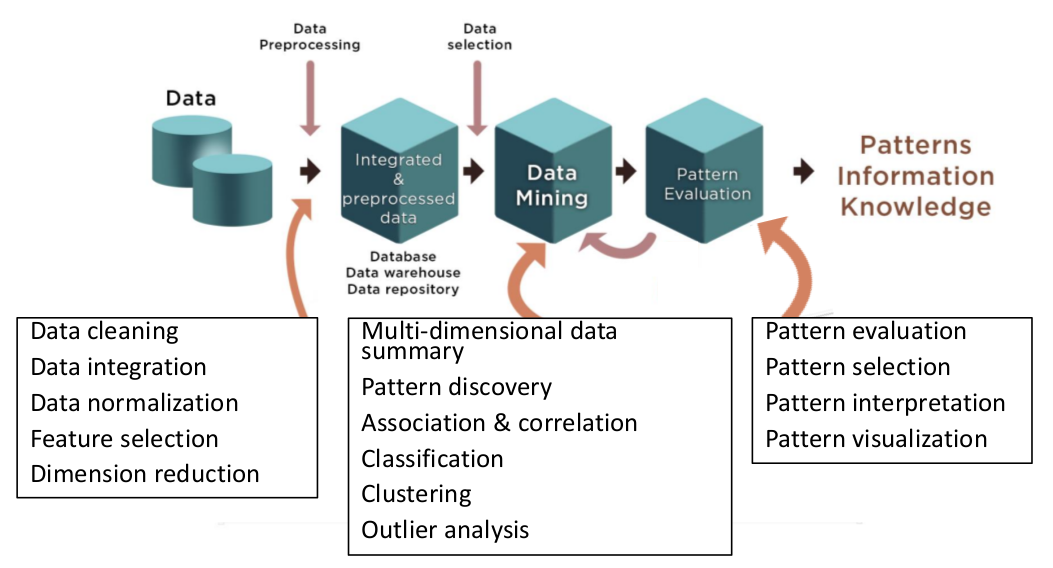 Data
Preprocessing
Data
selection
Data
Integrated
&
preprocessed
data
Data
Mining
Pattern
Evaluation
Patterns
Information
Knowledge
Database
Data warehouse
Data repository
Data cleaning
Data integration
Data normalization
Feature selection
Dimension reduction
Multi-dimensional data
summary
Pattern discovery
Association & correlation
Classification
Clustering
Outlier analysis
Pattern evaluation
Pattern selection
Pattern interpretation
Pattern visualization